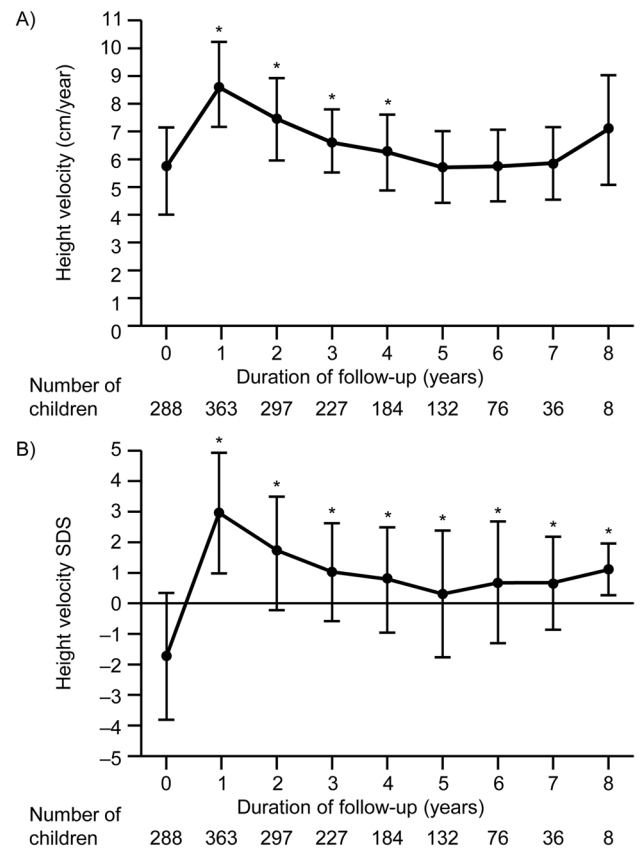 A)
Height velocity (cm/year)
11
10
9
8
7
6
5
4
3
2
1
0
* * * *
0 1 2 3 4 5 6 7 8
Duration of follow-up (years)
Number of
children 288 363 297 227 184 132 76 36 8
B)
Height velocity SDS
5
4
3
2
1
0
–1
–2
–3
–4
–5
* * * * * * * *
0 1 2 3 4 5 6 7 8
Duration of follow-up (years)
Number of
children 288 363 297 227 184 132 76 36 8